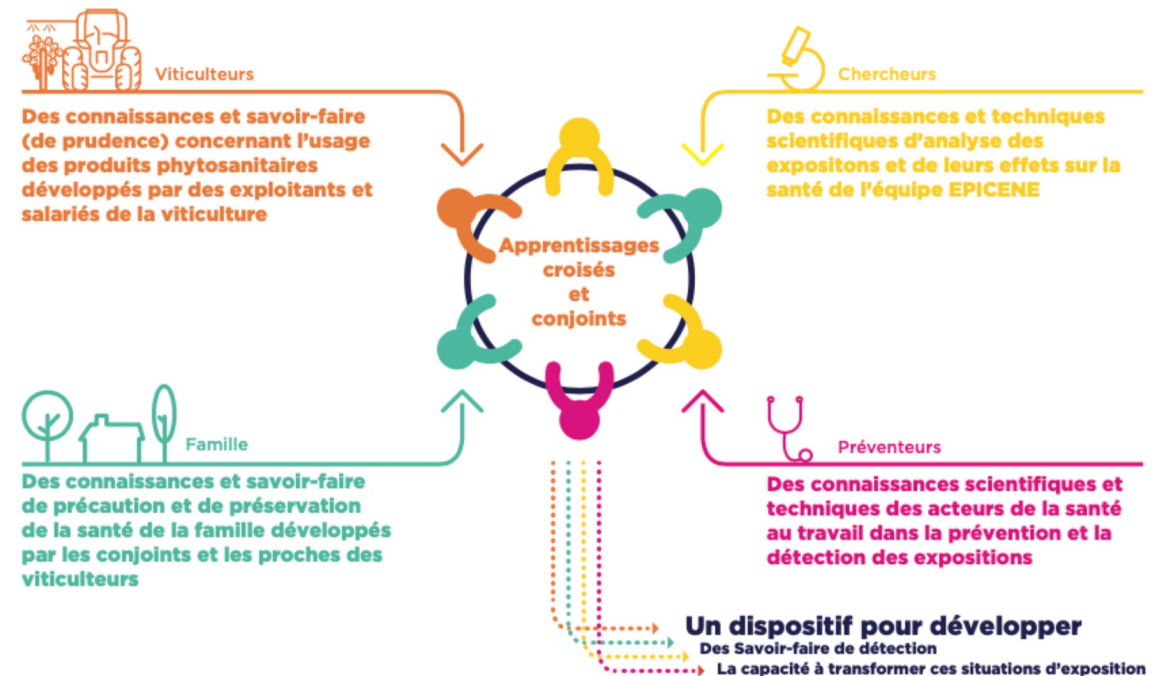 Viticulteurs
Des connaissances et savoir-faire
(de prudence) concernant l'usage
des produits phytosanitaires
développés par des exploitants et
salariés de la viticulture
Chercheurs
Des connaissances et techniques
scientifiques d'analyse des
expositons et de leurs effets sur la
santé de l'équipe EPICENE
Apprentissages
croisés
et
conjoints
Famille
Des connaissances et savoir-faire
de précaution et de préservation
de la santé de la famille développés
par les conjoints et les proches des
viticulteurs
Préventeurs
Des connaissances scientifiques et
techniques des acteurs de la santé
au travail dans la prévention et la
détection des expositions
Un dispositif pour développer
Des Savoir-faire de détection
La capacité à transformer ces situations d'exposition